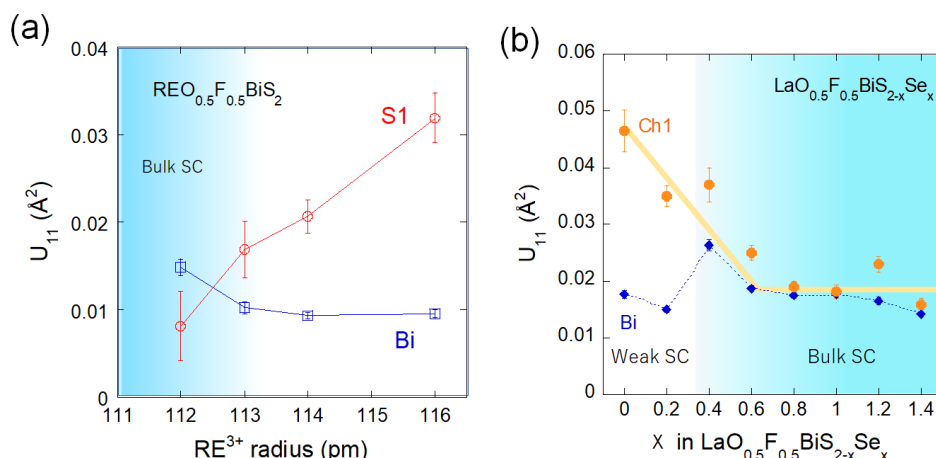 (a)
0.04
0.03
0.02
0.01
0
U₁₁ (Å²)
REO₀.₅F₀.₅BiS₂
S1
Bulk SC
Bi
111 112 113 114 115 116
RE³⁺ radius (pm)
(b)
0.06
0.05
0.04
0.03
0.02
0.01
0
U₁₁ (Å²)
LaO₀.₅F₀.₅BiS₂₋ₓSeₓ
Ch1
Bi
Weak SC
Bulk SC
0 0.2 0.4 0.6 0.8 1 1.2 1.4
X in LaO₀.₅F₀.₅BiS₂₋ₓSeₓ